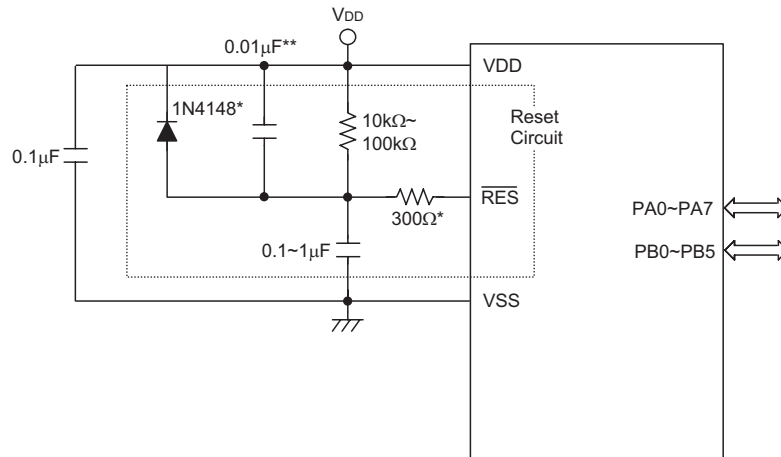 VDD
0.01µF**
VDD
1N4148*
10kΩ~
100kΩ
Reset
Circuit
0.1µF
RES
300Ω*
PA0~PA7
0.1~1µF
PB0~PB5
VSS